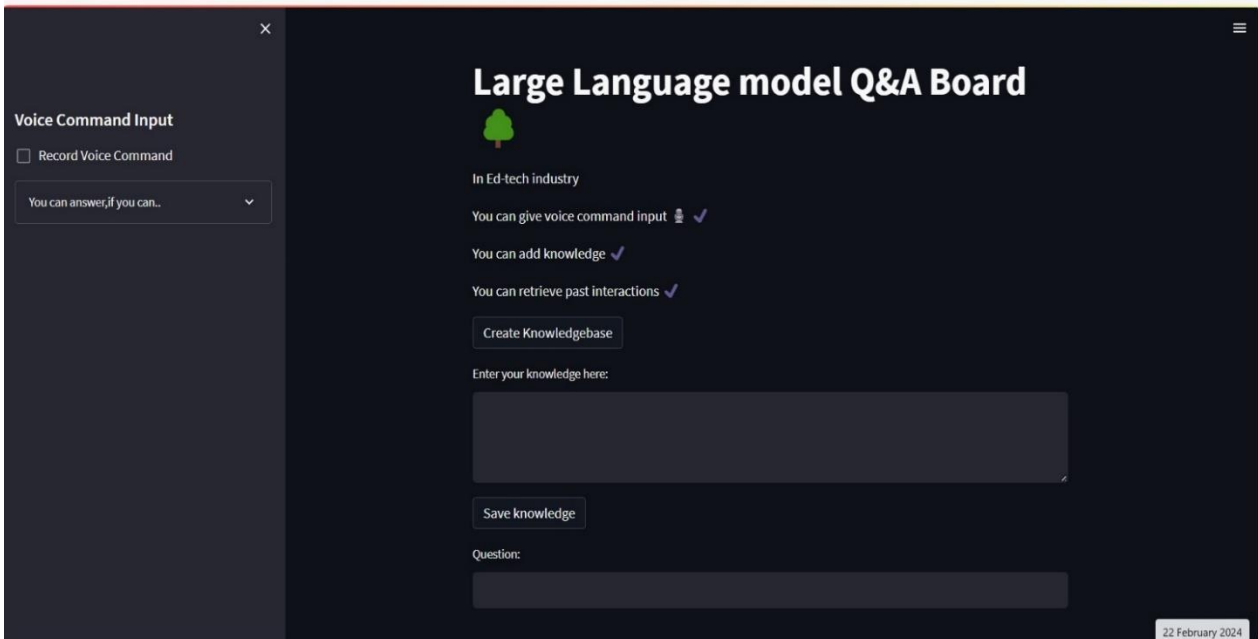 Voice Command Input
Record Voice Command
You can answer,if you can..
Large Language model Q&A Board
In Ed-tech industry
You can give voice command input
You can add knowledge
You can retrieve past interactions
Create Knowledgebase
Enter your knowledge here:
Save knowledge
Question:
22 February 2024